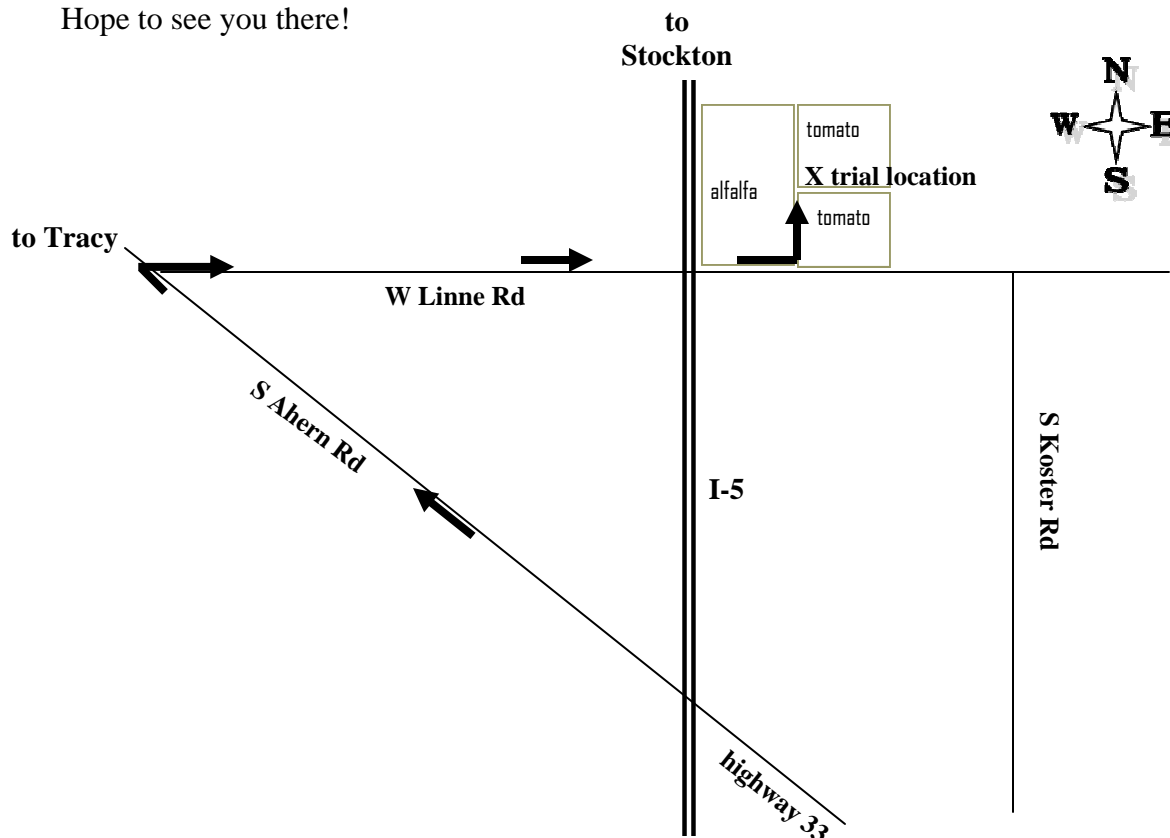 Hope to see you there!
to
Stockton
N
W E
S
tomato
X trial location
alfalfa
tomato
to Tracy
W Linne Rd
S Ahern Rd
S Koster Rd
I-5
highway 33